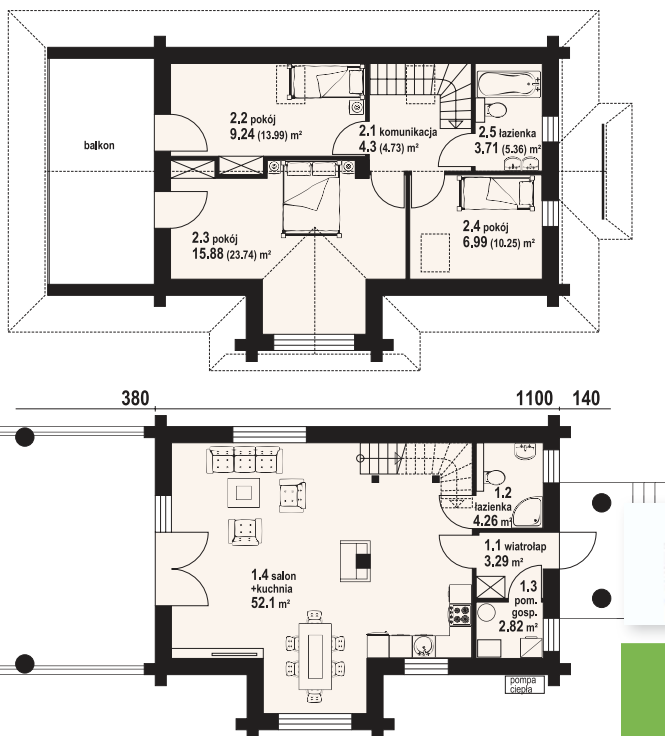 balkon
2.2 pokój
9.24 (13.99) m²
2.1 komunikacja
4.3 (4.73) m²
2.5 łazienka
3.71 (5.36) m²
2.3 pokój
15.88 (23.74) m²
2.4 pokój
6.99 (10.25) m²
380
1100
140
1.2
łazienka
4.26 m²
1.1 wiatrołap
3.29 m²
1.3
pom.
gosp.
2.82 m²
1.4 salon
+kuchnia
52.1 m²
pompa
ciepła